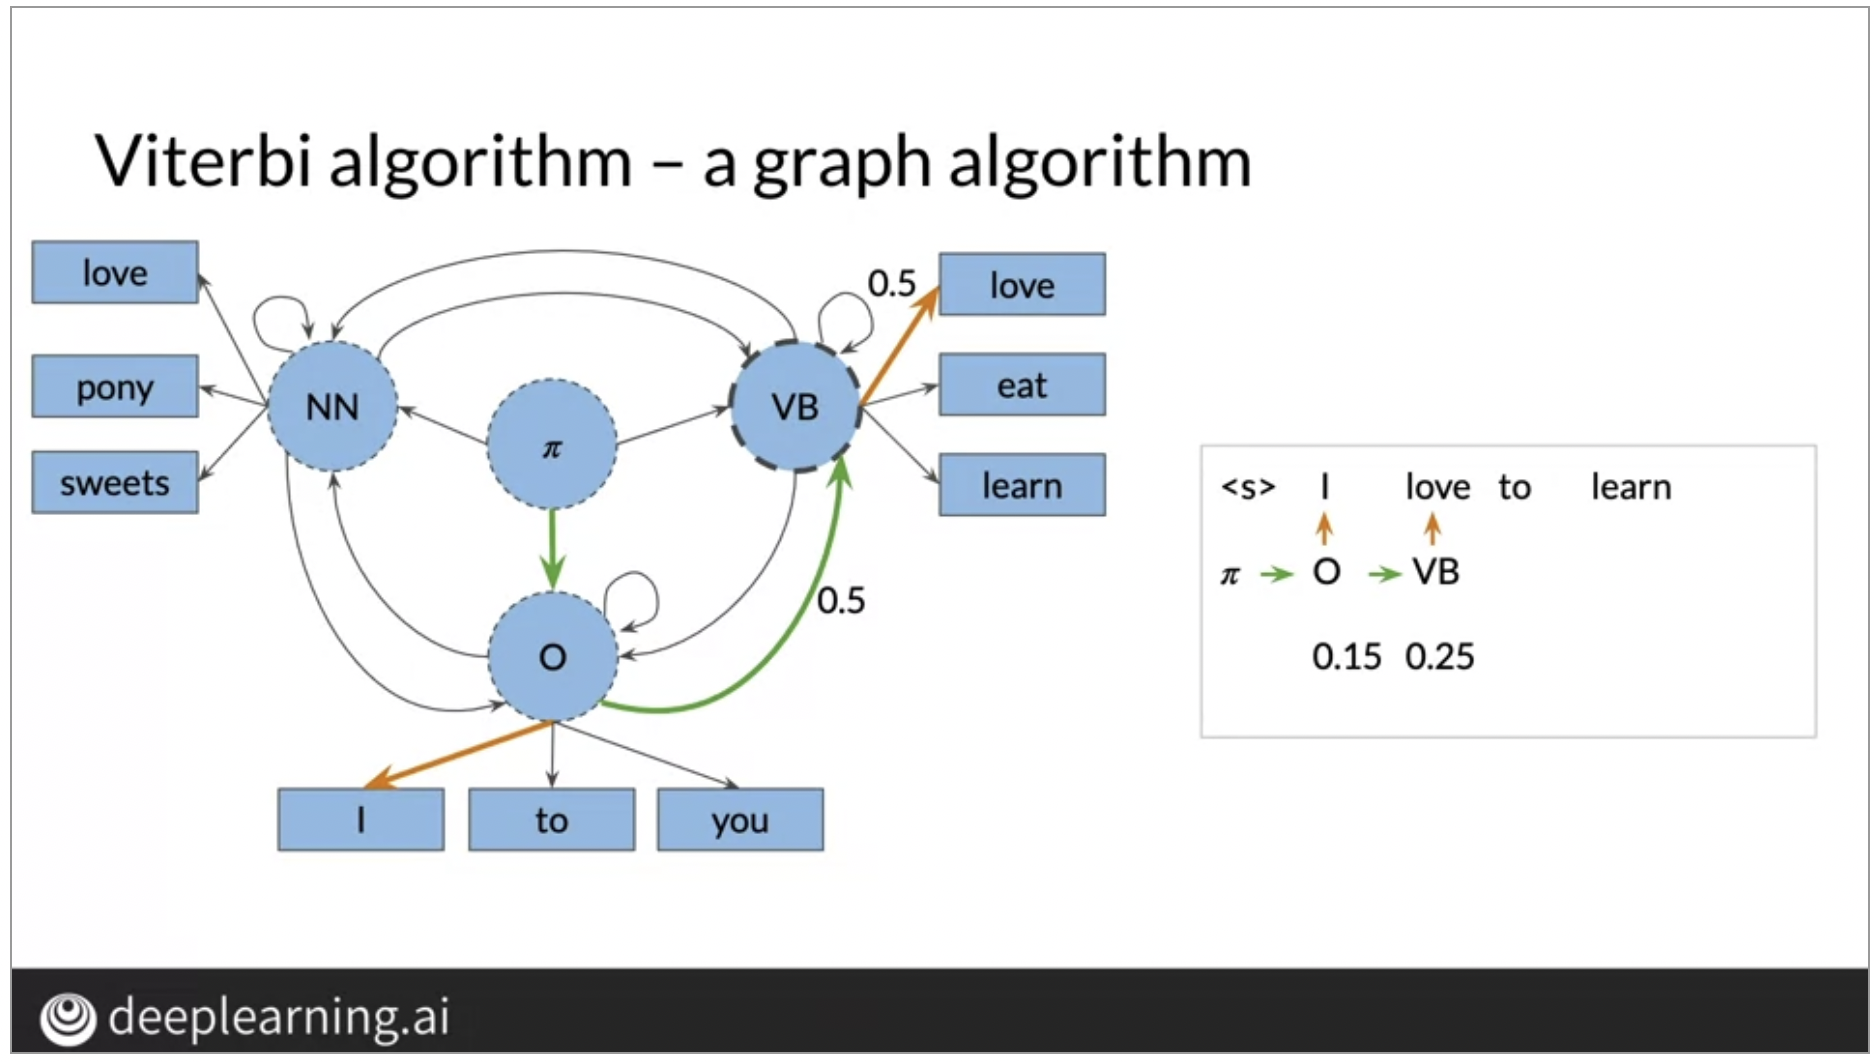 Viterbi algorithm – a graph algorithm
love
pony
sweets
NN
π
VB
O
0.5
love
eat
learn
0.5
I
to
you
<s> I love to learn
π O VB
0.15 0.25
deeplearning.ai